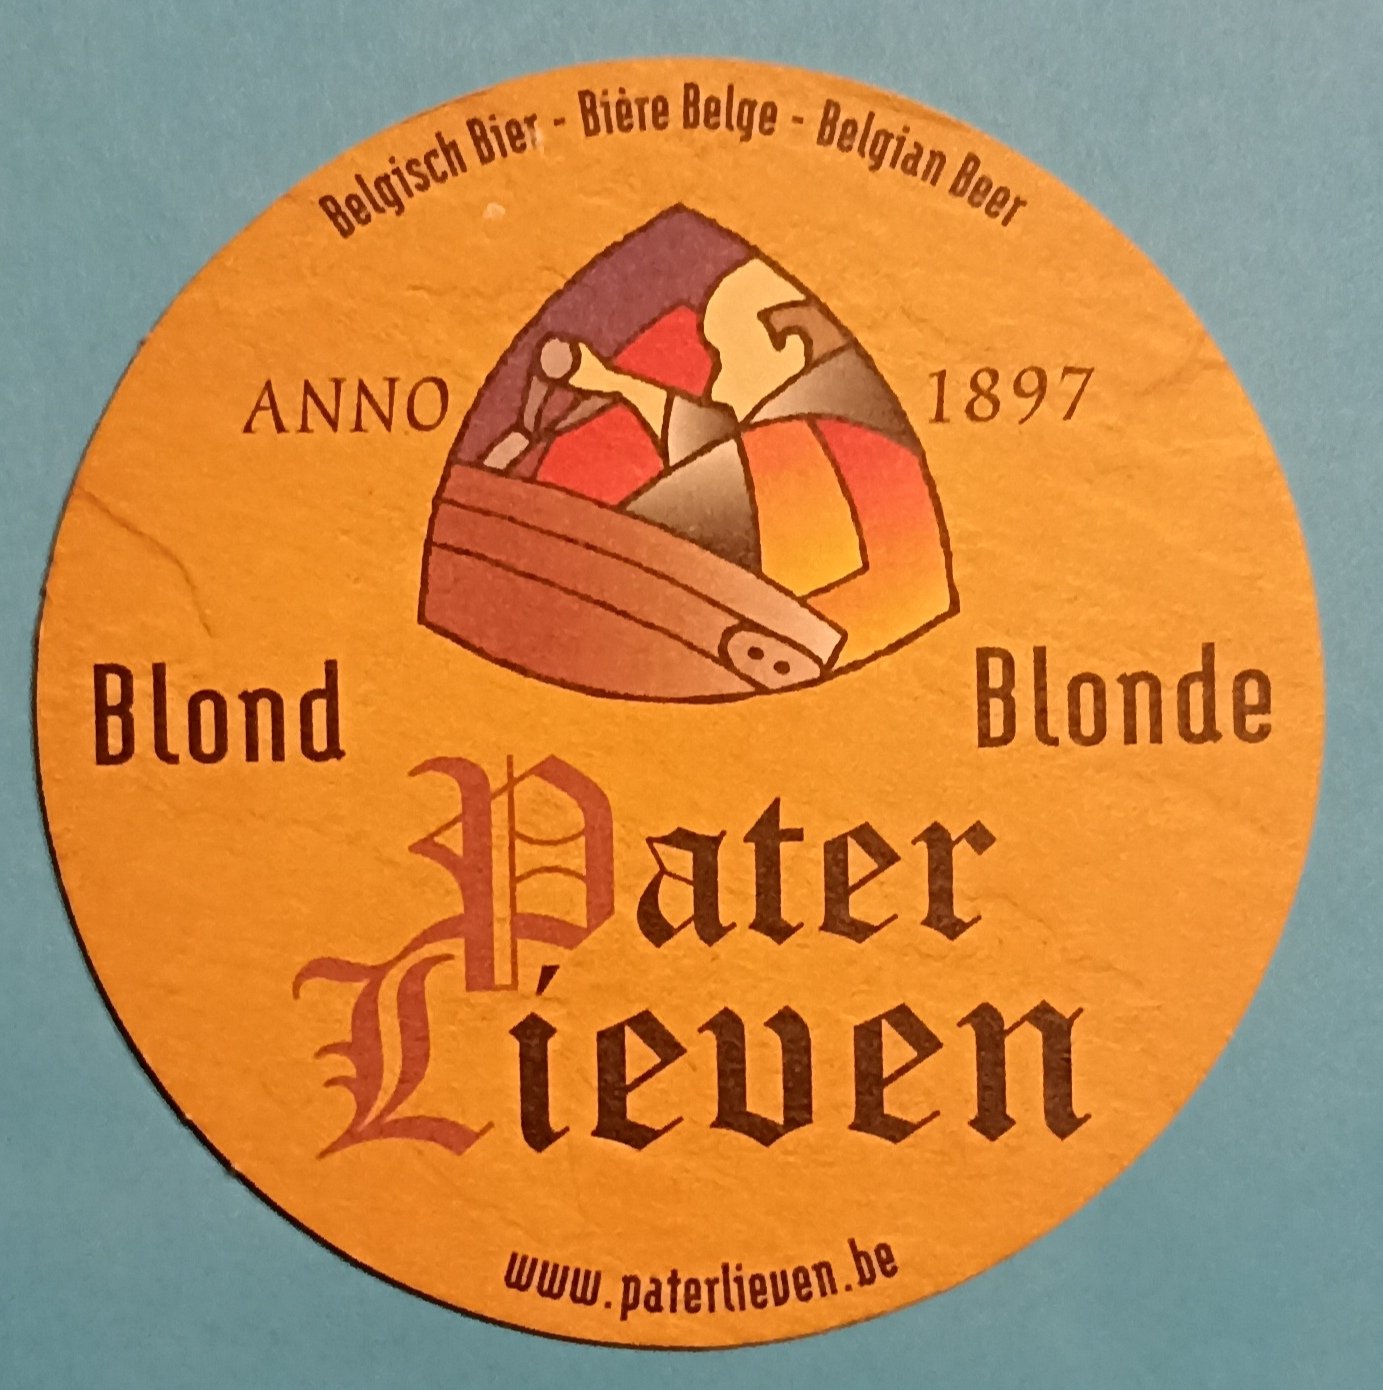 Belgisch Bier - Bière Belge - Belgian Beer
ANNO 1897
Blond Blonde
Pater
Lieven
www.paterlieven.be